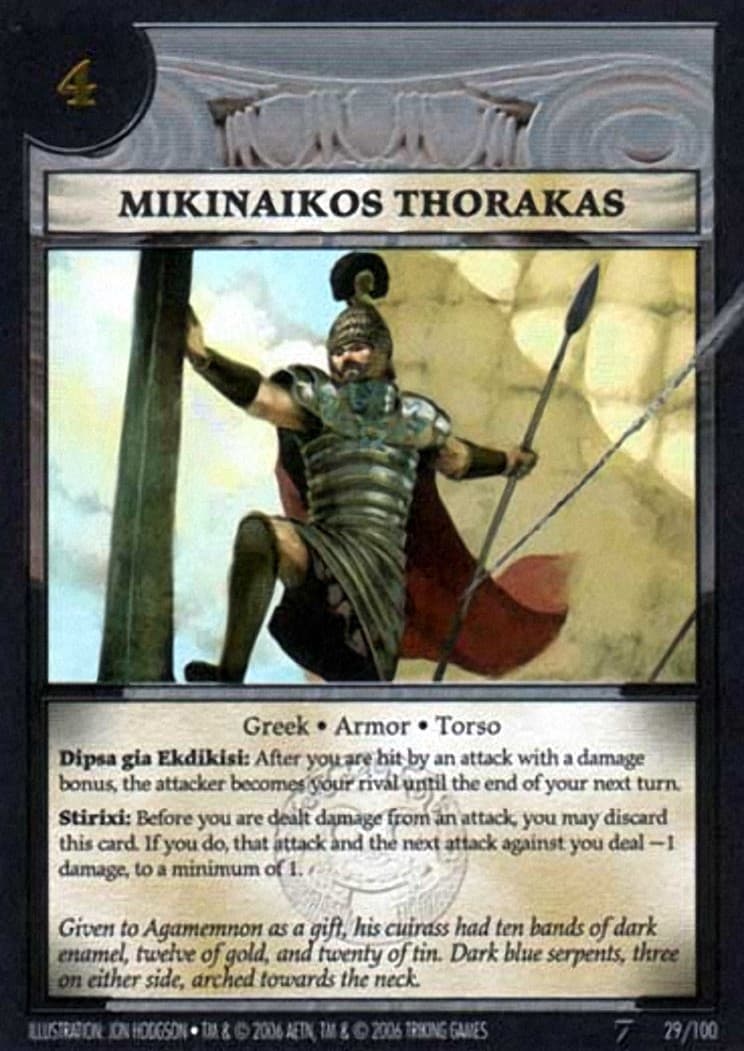 4
MIKINAIKOS THORAKAS
Greek • Armor • Torso
Dipsa gia Ekdikisi: After you are hit by an attack with a damage
bonus, the attacker becomes your rival until the end of your next turn.
Stirixi: Before you are dealt damage from an attack, you may discard
this card. If you do, that attack and the next attack against you deal −1
damage, to a minimum of 1.
Given to Agamemnon as a gift, his cuirass had ten bands of dark
enamel, twelve of gold, and twenty of tin. Dark blue serpents, three
on either side, arched towards the neck.
ILLUSTRATION: JON HODGSON • TM & © 2006 AETN, TM & © 2006 TRIKING GAMES 29/100